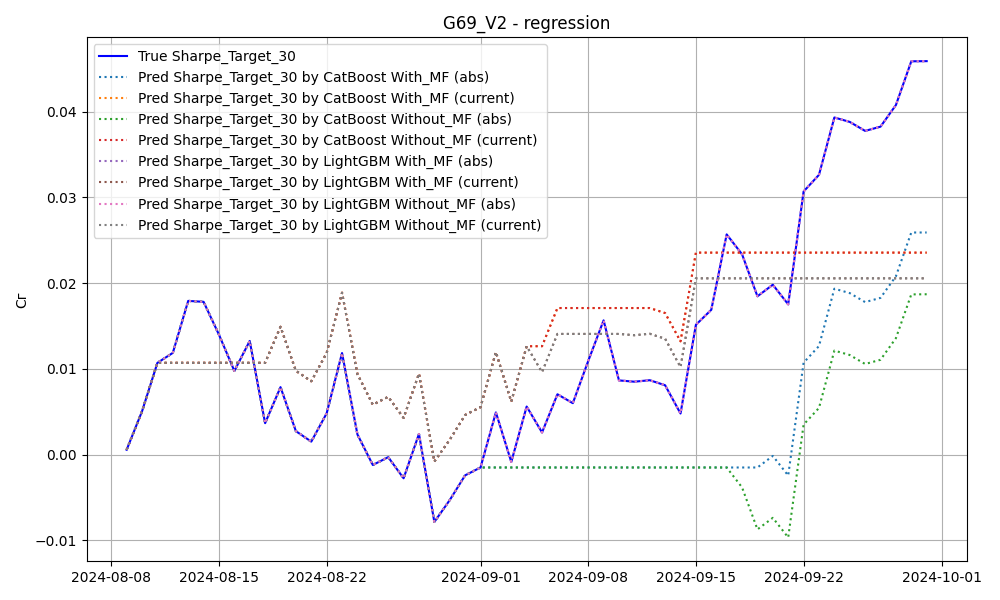 G69_V2 - regression
True Sharpe_Target_30
Pred Sharpe_Target_30 by CatBoost With_MF (abs)
Pred Sharpe_Target_30 by CatBoost With_MF (current)
Pred Sharpe_Target_30 by CatBoost Without_MF (abs)
Pred Sharpe_Target_30 by CatBoost Without_MF (current)
Pred Sharpe_Target_30 by LightGBM With_MF (abs)
Pred Sharpe_Target_30 by LightGBM With_MF (current)
Pred Sharpe_Target_30 by LightGBM Without_MF (abs)
Pred Sharpe_Target_30 by LightGBM Without_MF (current)
0.04
0.03
0.02
0.01
0.00
−0.01
Cr
2024-08-08 2024-08-15 2024-08-22 2024-09-01 2024-09-08 2024-09-15 2024-09-22 2024-10-01